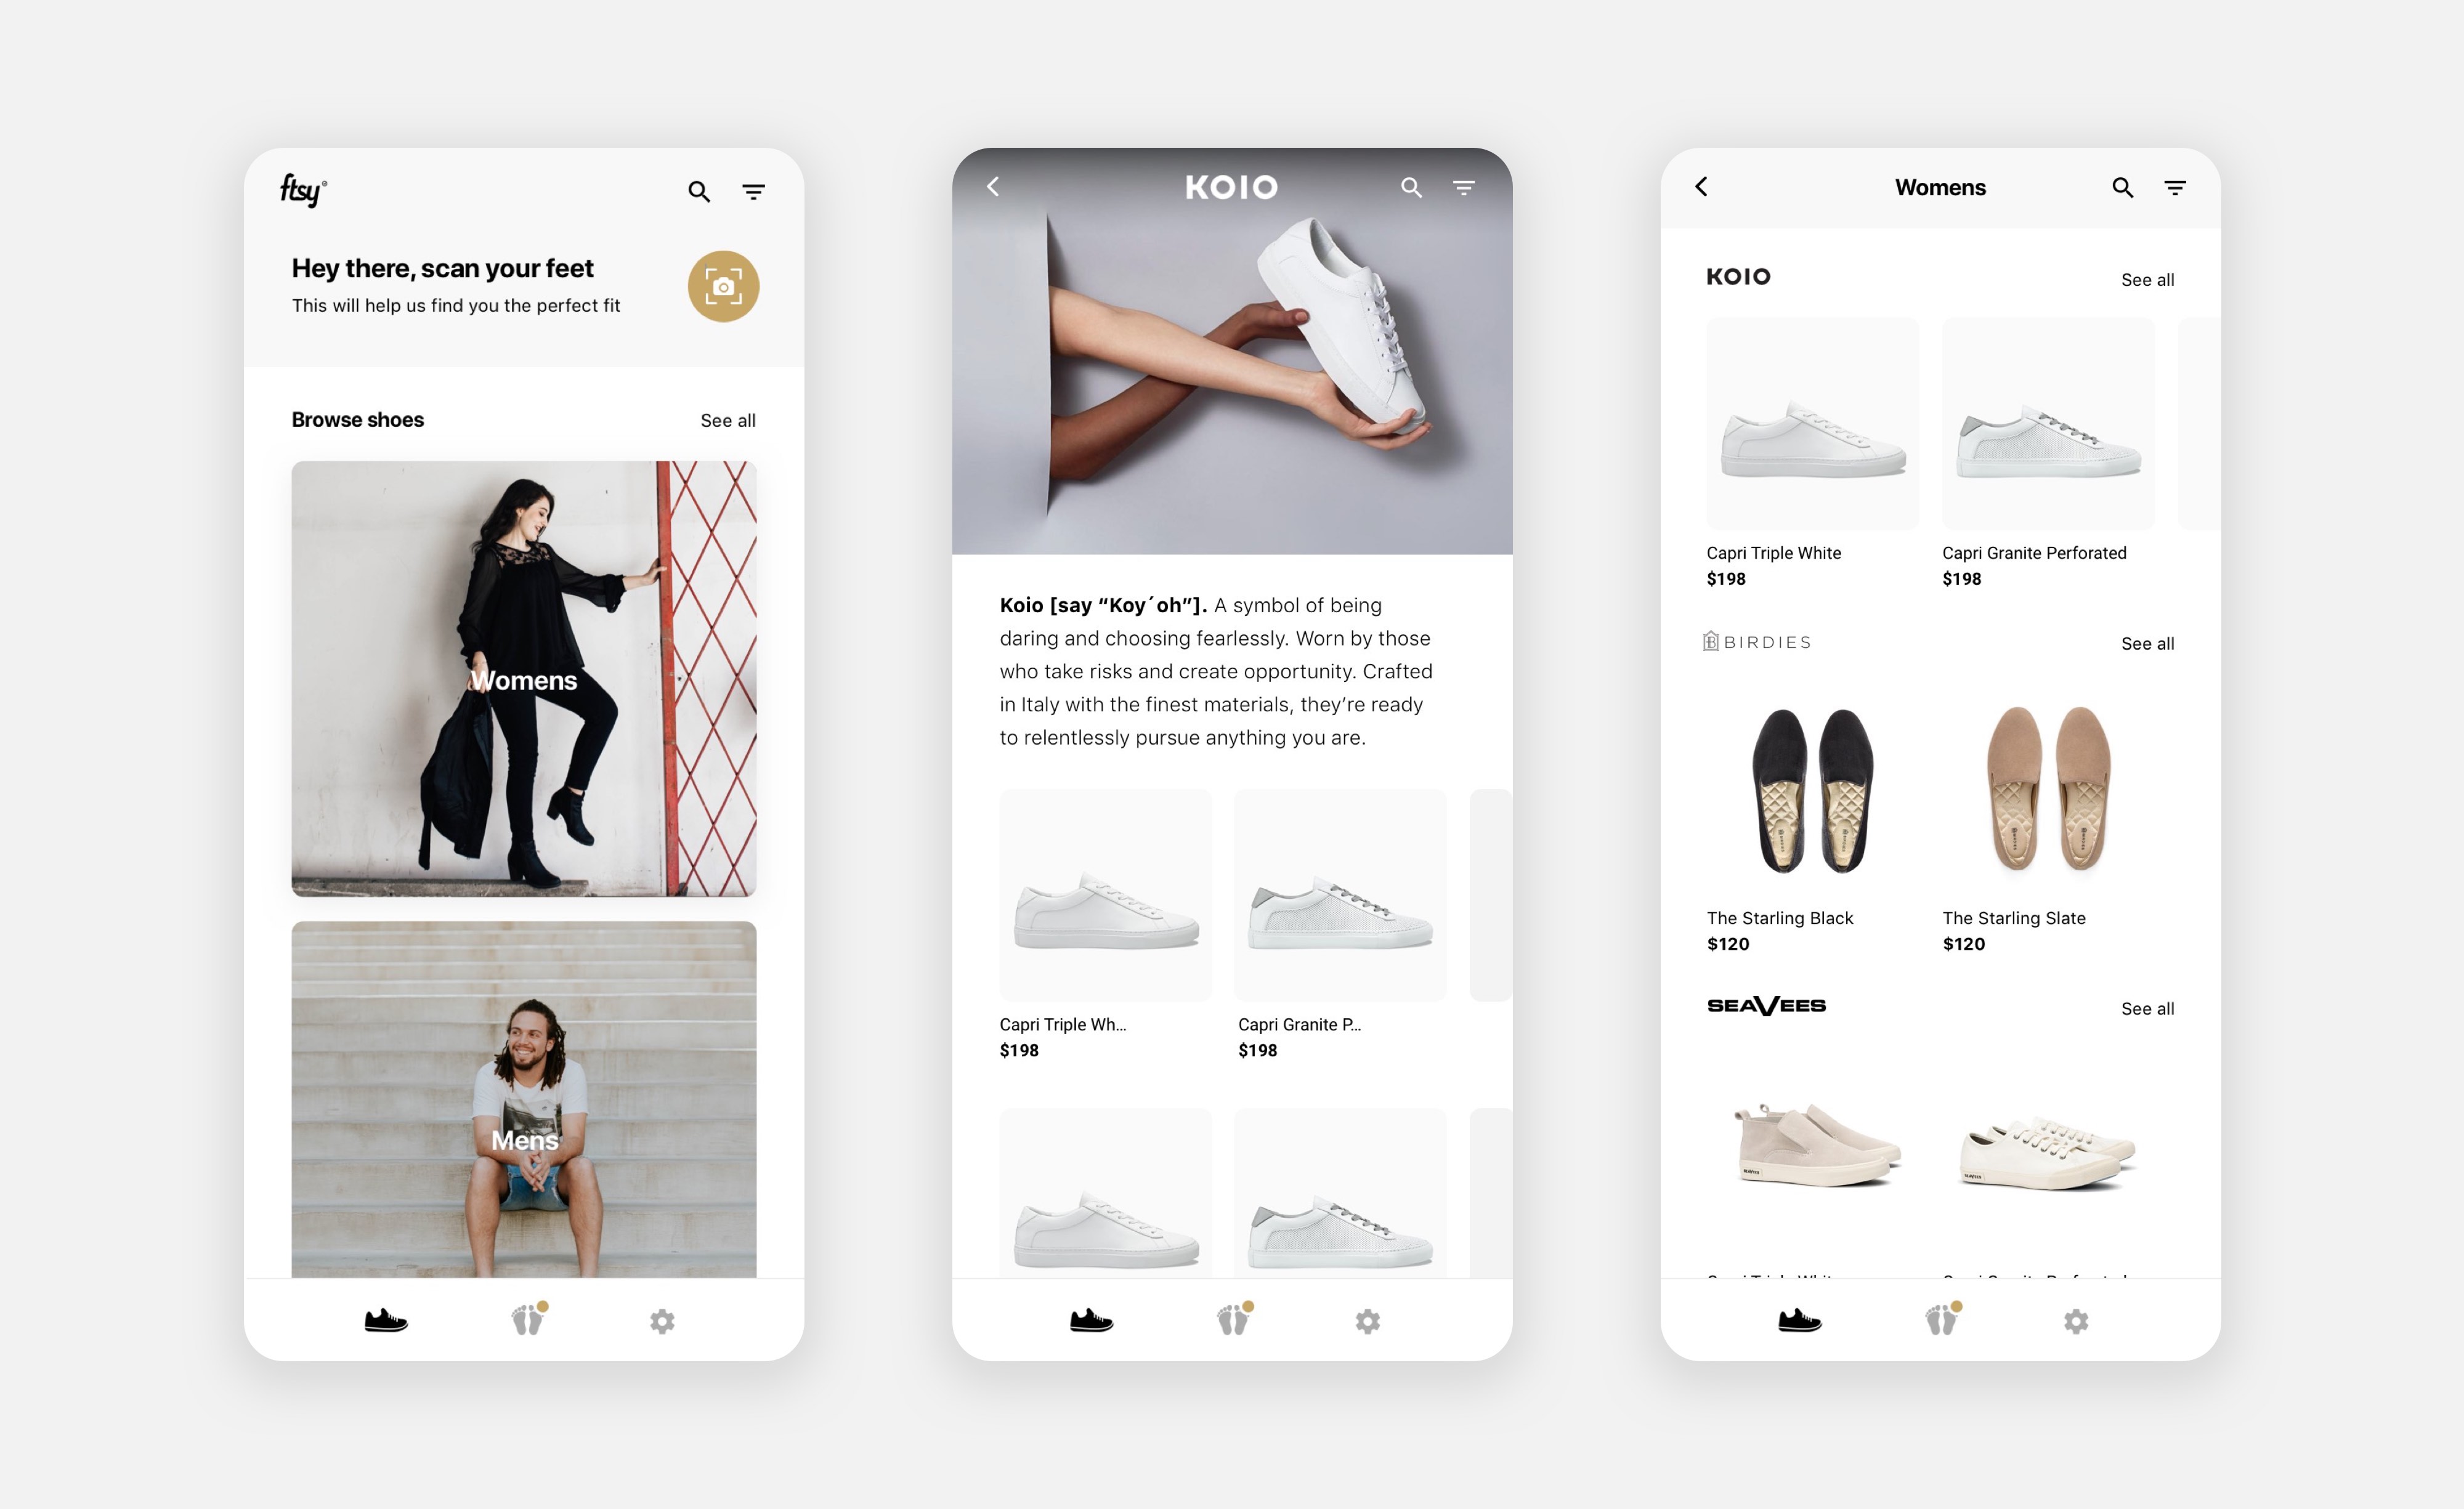 ftsy
Hey there, scan your feet
This will help us find you the perfect fit
Browse shoes
See all
Womens
Mens
KOIO
Koio [say “Koy´oh”]. A symbol of being
daring and choosing fearlessly. Worn by those
who take risks and create opportunity. Crafted
in Italy with the finest materials, they’re ready
to relentlessly pursue anything you are.
Capri Triple Wh...
Capri Granite P...
$198
$198
Womens
KOIO
See all
Capri Triple White
Capri Granite Perforated
$198
$198
BIRDIES
See all
The Starling Black
The Starling Slate
$120
$120
SEAVEES
See all
SEAVEES
SEAVEES